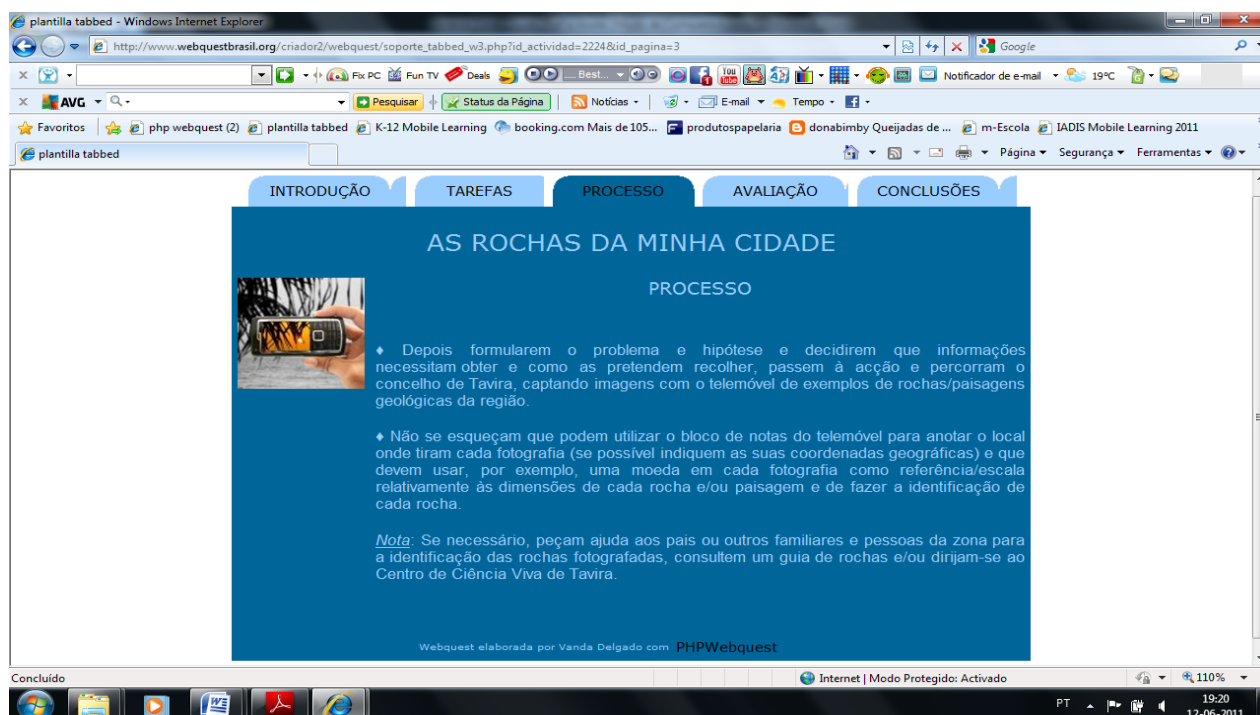 plantilla tabbed - Windows Internet Explorer
http://www.webquestbrasil.org/criador2/webquest/soporte_tabbed_w3.php?id_actividad=2224&id_pagina=3 Google
Fix PC Fun TV Deals Best... You Tube Notificador de e-mail 19°C
AVG Pesquisar Status da Página Notícias E-mail Tempo
Favoritos php webquest (2) plantilla tabbed K-12 Mobile Learning booking.com Mais de 105... produtospapelaria donabimby Queijadas de ... m-Escola IADIS Mobile Learning 2011
plantilla tabbed Página Segurança Ferramentas
INTRODUÇÃO TAREFAS PROCESSO AVALIAÇÃO CONCLUSÕES
AS ROCHAS DA MINHA CIDADE
PROCESSO
♦ Depois formularem o problema e hipótese e decidirem que informações
necessitam obter e como as pretendem recolher, passem à acção e percorram o
concelho de Tavira, captando imagens com o telemóvel de exemplos de rochas/paisagens
geológicas da região.
♦ Não se esqueçam que podem utilizar o bloco de notas do telemóvel para anotar o local
onde tiram cada fotografia (se possível indiquem as suas coordenadas geográficas) e que
devem usar, por exemplo, uma moeda em cada fotografia como referência/escala
relativamente às dimensões de cada rocha e/ou paisagem e de fazer a identificação de
cada rocha.
Nota: Se necessário, peçam ajuda aos pais ou outros familiares e pessoas da zona para
a identificação das rochas fotografadas, consultem um guia de rochas e/ou dirijam-se ao
Centro de Ciência Viva de Tavira.
Webquest elaborada por Vanda Delgado com PHPWebquest
Concluído Internet | Modo Protegido: Activado 110%
PT 19:20
12-06-2011